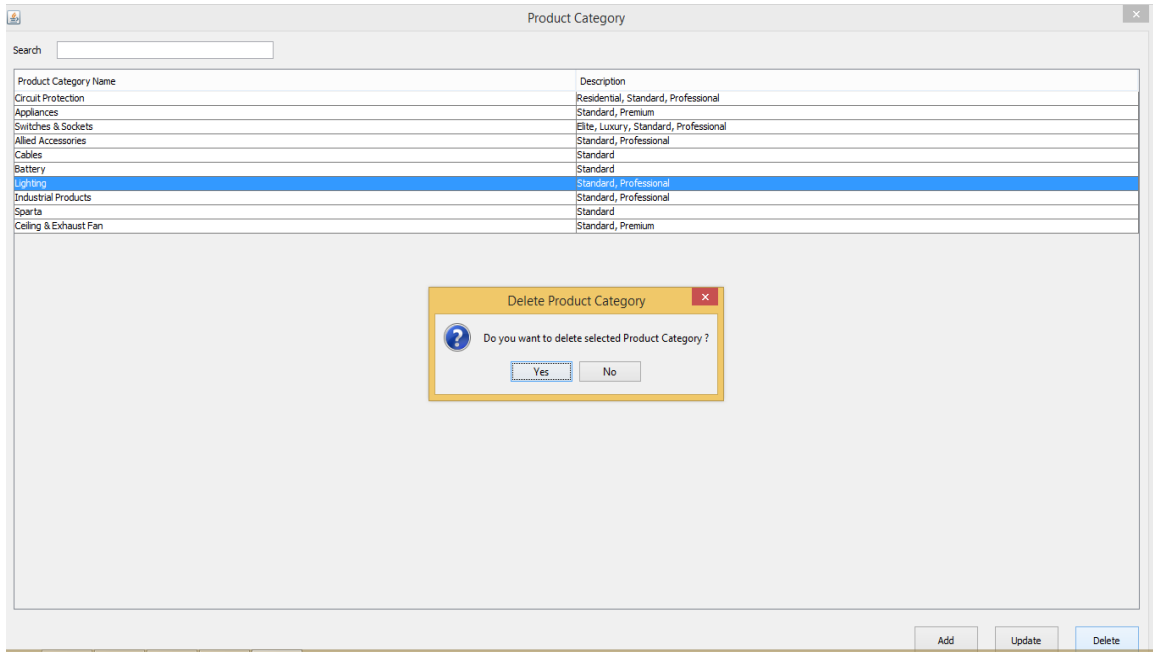 Product Category
Search
Product Category Name Description
Circuit Protection Residential, Standard, Professional
Appliances Standard, Premium
Switches & Sockets Elite, Luxury, Standard, Professional
Allied Accessories Standard, Professional
Cables Standard
Battery Standard
Lighting Standard, Professional
Industrial Products Standard, Professional
Sparta Standard
Ceiling & Exhaust Fan Standard, Premium
Delete Product Category
Do you want to delete selected Product Category ?
Yes No
Add Update Delete